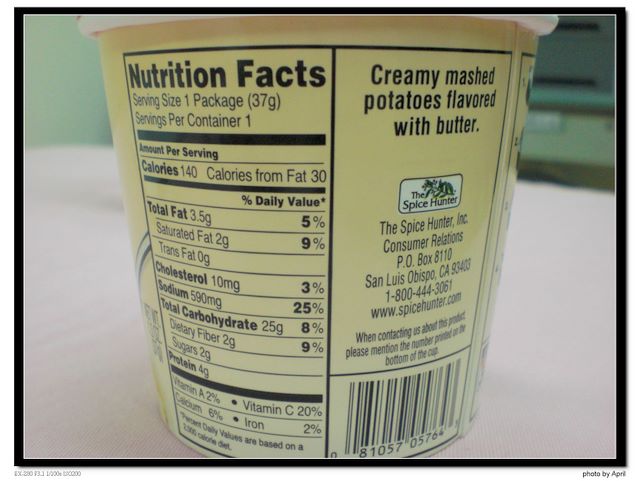 Nutrition Facts
Serving Size 1 Package (37g)
Servings Per Container 1
Amount Per Serving
Calories 140 Calories from Fat 30
% Daily Value*
Total Fat 3.5g 5%
Saturated Fat 2g 9%
Trans Fat 0g
Cholesterol 10mg 3%
Sodium 590mg 25%
Total Carbohydrate 25g 8%
Dietary Fiber 2g 9%
Sugars 2g
Protein 4g
Vitamin A 2% • Vitamin C 20%
Calcium 6% • Iron 2%
*Percent Daily Values are based on a
2,000 calorie diet.
Creamy mashed
potatoes flavored
with butter.
The
Spice Hunter
The Spice Hunter, Inc.
Consumer Relations
P.O. Box 8110
San Luis Obispo, CA 93403
1-800-444-3061
www.spicehunter.com
When contacting us about this product,
please mention the number printed on the
bottom of the cup.
0 81057 05764
photo by April